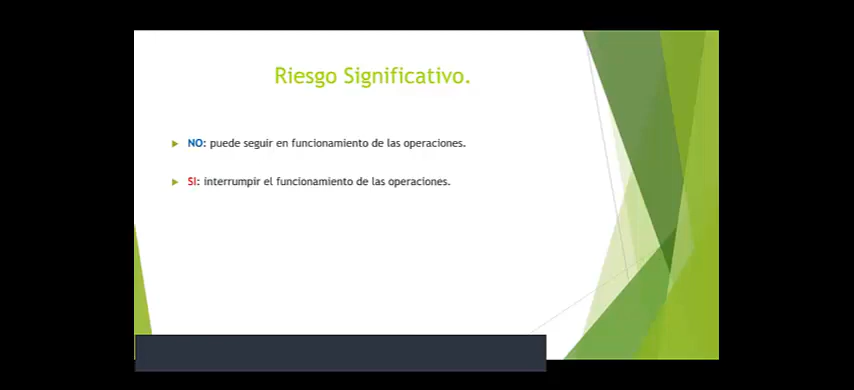 Riesgo Significativo.
NO: puede seguir en funcionamiento de las operaciones.
SI: interrumpir el funcionamiento de las operaciones.